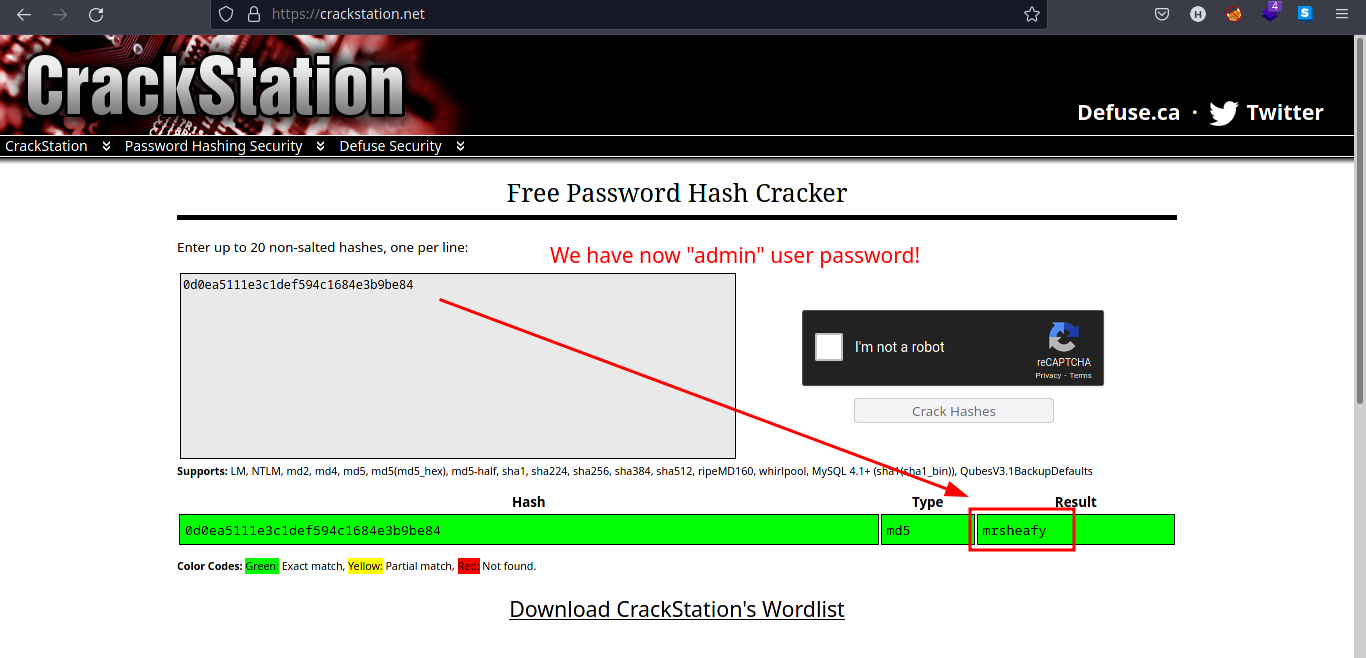 https://crackstation.net
H
4
S
CrackStation
Defuse.ca · Twitter
CrackStation Password Hashing Security Defuse Security
Free Password Hash Cracker
Enter up to 20 non-salted hashes, one per line:
We have now "admin" user password!
0d0ea5111e3c1def594c1684e3b9be84
I'm not a robot
reCAPTCHA
Privacy - Terms
Crack Hashes
Supports: LM, NTLM, md2, md4, md5, md5(md5_hex), md5-half, sha1, sha224, sha256, sha384, sha512, ripeMD160, whirlpool, MySQL 4.1+ (sha1(sha1_bin)), QubesV3.1BackupDefaults
Hash Type Result
0d0ea5111e3c1def594c1684e3b9be84 md5 mrsheafy
Color Codes: Green: Exact match, Yellow: Partial match, Red: Not found.
Download CrackStation's Wordlist